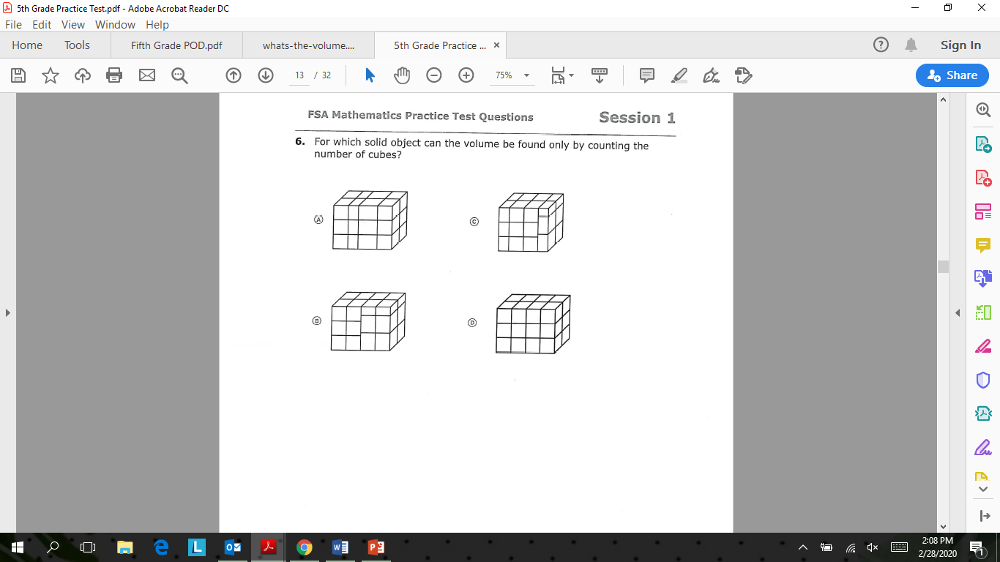 5th Grade Practice Test.pdf - Adobe Acrobat Reader DC
File Edit View Window Help
Home Tools Fifth Grade POD.pdf whats-the-volume.... 5th Grade Practice ... × Sign In
13 / 32 75% Share
FSA Mathematics Practice Test Questions Session 1
6. For which solid object can the volume be found only by counting the
number of cubes?
A C
B D
2:08 PM
2/28/2020 1